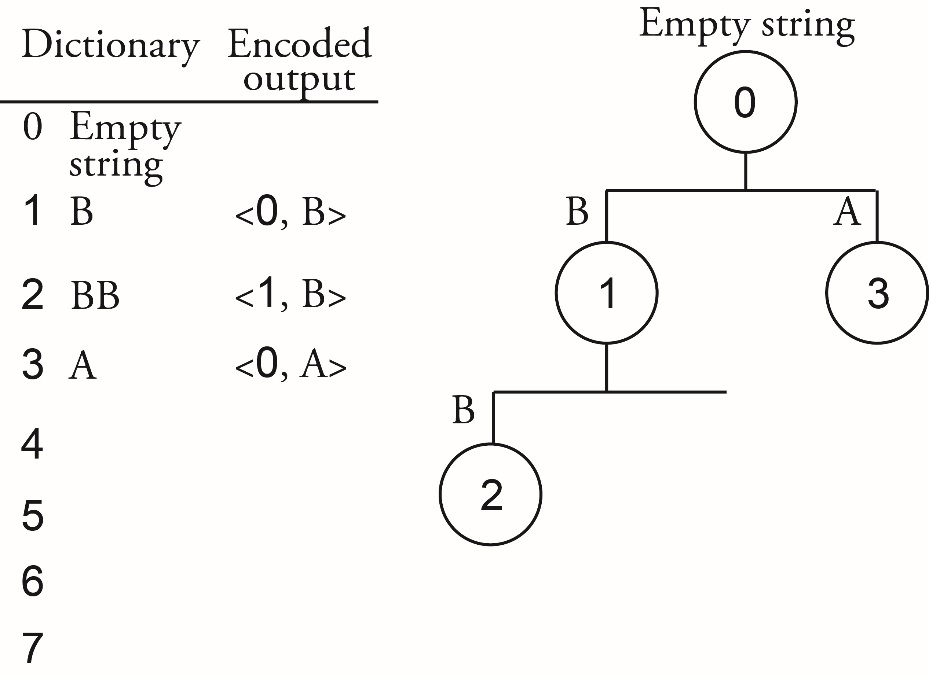 Dictionary Encoded output
0 Empty string
1 B <0, B>
2 BB <1, B>
3 A <0, A>
4
5
6
7
Empty string
0
B A
1 3
B
2